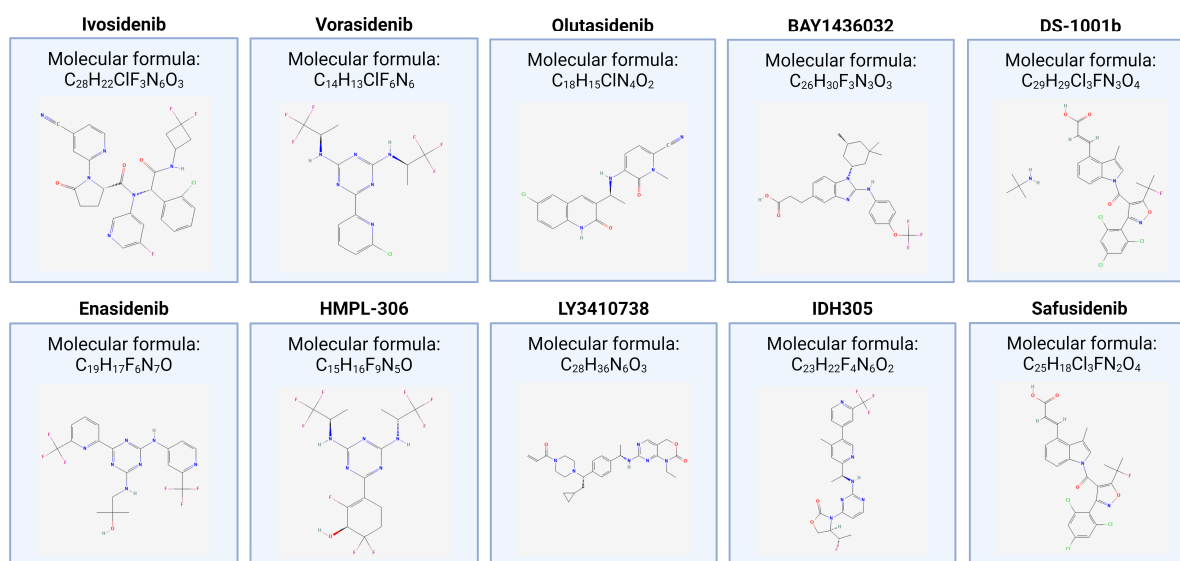 Ivosidenib
Molecular formula:
C₂₈H₂₂ClF₃N₆O₃
Vorasidenib
Molecular formula:
C₁₄H₁₃ClF₆N₆
Olutasidenib
Molecular formula:
C₁₈H₁₅ClN₄O₂
BAY1436032
Molecular formula:
C₂₆H₃₀F₃N₃O₃
DS-1001b
Molecular formula:
C₂₉H₂₉Cl₃FN₃O₄
Enasidenib
Molecular formula:
C₁₉H₁₇F₆N₇O
HMPL-306
Molecular formula:
C₁₅H₁₆F₉N₅O
LY3410738
Molecular formula:
C₂₈H₃₆N₆O₃
IDH305
Molecular formula:
C₂₃H₂₂F₄N₆O₂
Safusidenib
Molecular formula:
C₂₅H₁₈Cl₃FN₂O₄